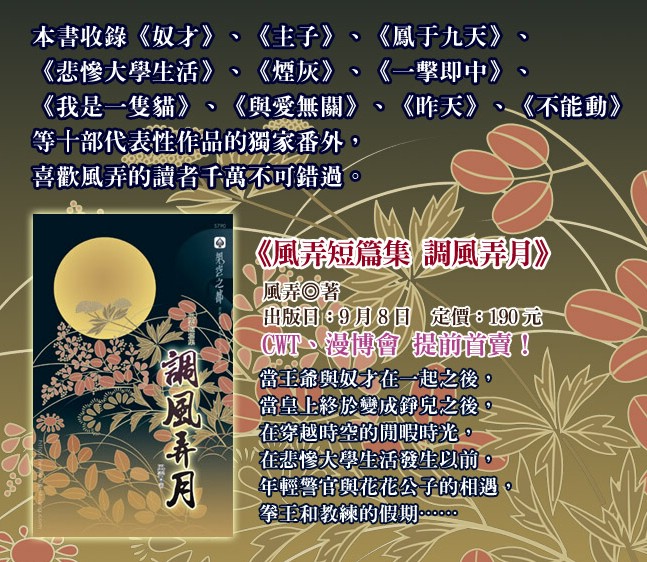 本書收錄《奴才》、《主子》、《鳳于九天》、
《悲慘大學生活》、《煙灰》、《一擊即中》、
《我是一隻貓》、《與愛無關》、《昨天》、《不能動》
等十部代表性作品的獨家番外，
喜歡風弄的讀者千萬不可錯過。
架空之都
調風弄月
《風弄短篇集 調風弄月》
風弄◎著
出版日：9月8日 定價：190元
CWT、漫博會 提前首賣！
當王爺與奴才在一起之後，
當皇上終於變成錚兒之後，
在穿越時空的閒暇時光，
在悲慘大學生活發生以前，
年輕警官與花花公子的相遇，
拳王和教練的假期……